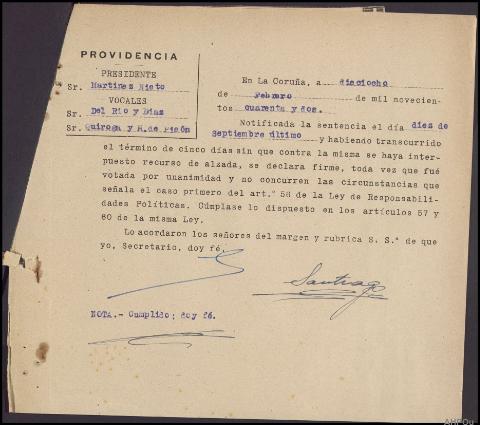 PROVIDENCIA
PRESIDENTE
Sr. Martinez Nieto
VOCALES
Sr. Del Rio y Diaz
Sr. Quiroga y R. de
En La Coruña, a dieciocho
de Febrero de mil novecien-
tos cuarenta y dos.
Notificada la sentencia el día diez de
Septiembre último y habiendo transcurrido
el término de cinco días sin que contra la misma se haya inter-
puesto recurso de alzada, se declara firme, toda vez que fué
votada por unanimidad y no concurren las circunstancias que
señala el caso primero del art.º 56 de la Ley de Responsabili-
dades Políticas. Cúmplase lo dispuesto en los artículos 57 y
60 de la misma Ley.
Lo acordaron los señores del margen y rubrica S. S.ª de que
yo, Secretario, doy fé.
Santiago
NOTA.- Cumplido; doy fé.
AHPOu